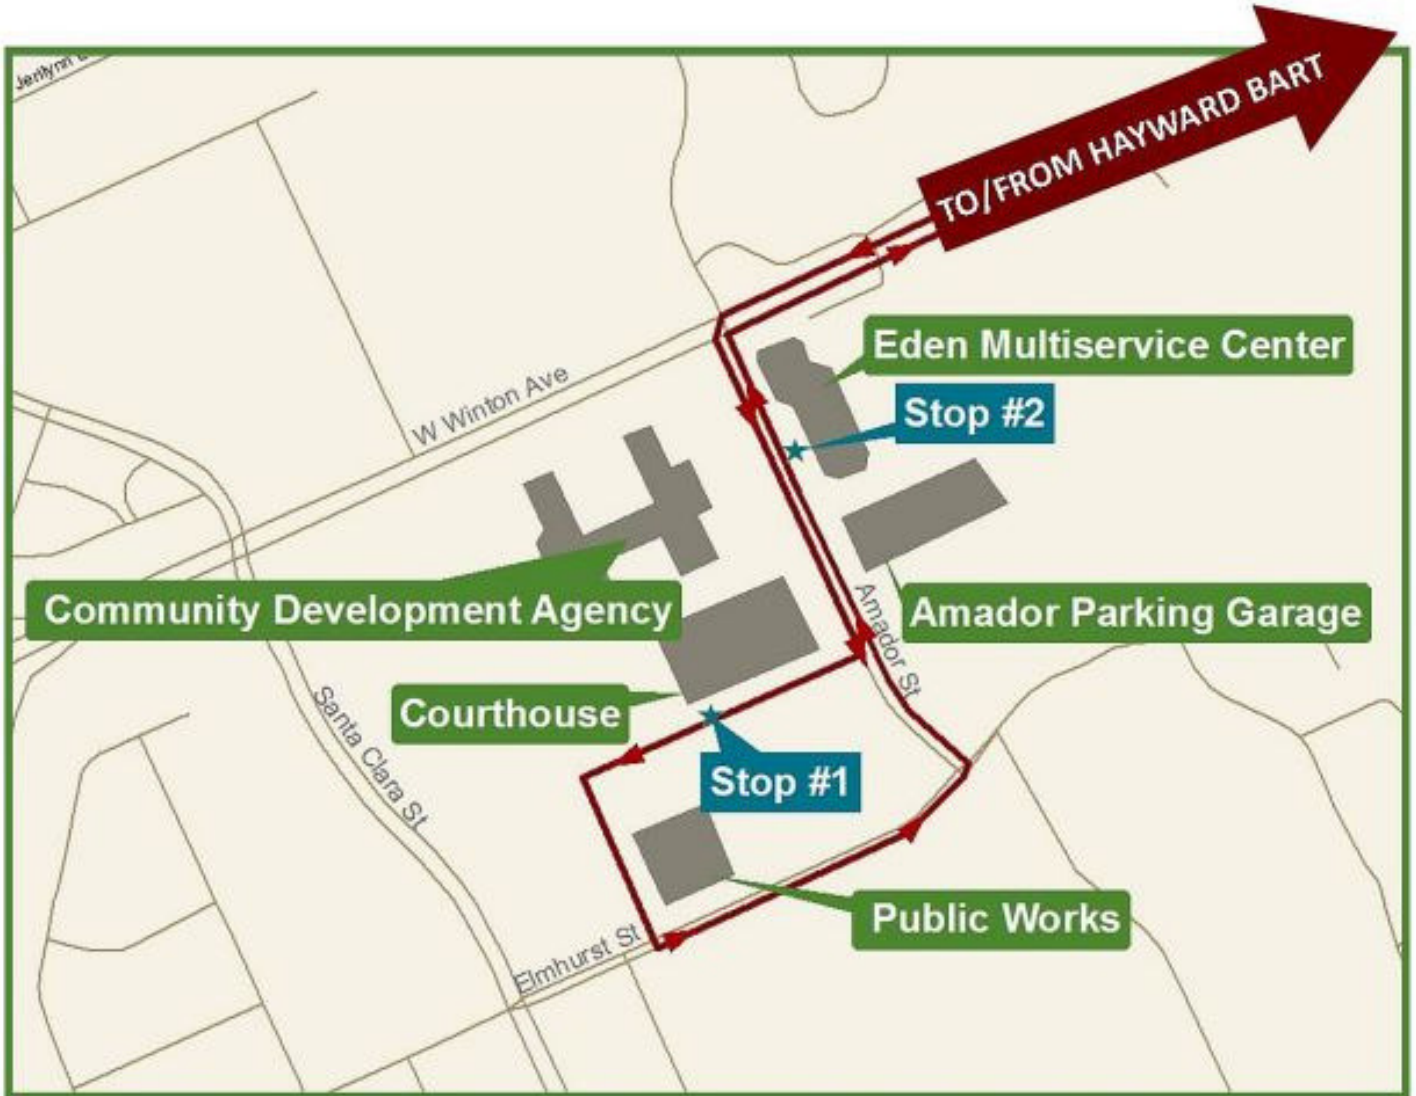 Jerilynn
TO/FROM HAYWARD BART
Eden Multiservice Center
W Winton Ave
Stop #2
Community Development Agency
Amador St
Amador Parking Garage
Santa Clara St
Courthouse
Stop #1
Public Works
Elmhurst St